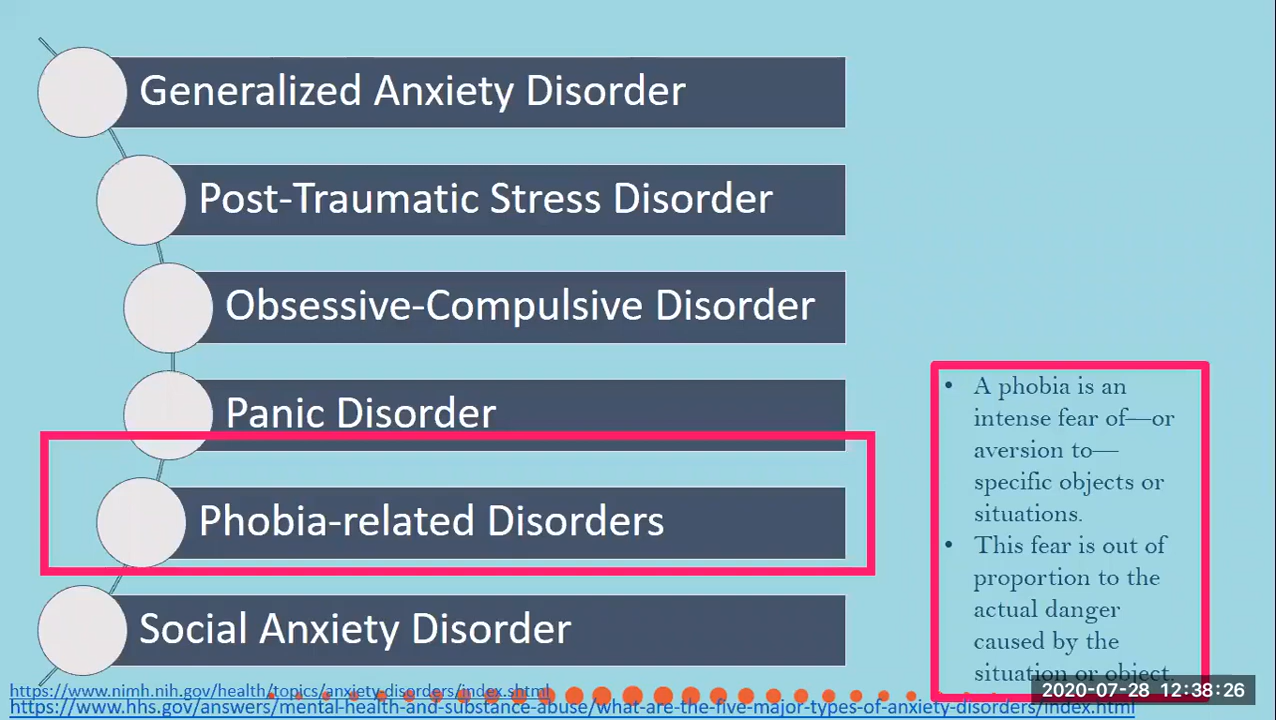 Generalized Anxiety Disorder
Post-Traumatic Stress Disorder
Obsessive-Compulsive Disorder
Panic Disorder
Phobia-related Disorders
Social Anxiety Disorder
• A phobia is an
intense fear of—or
aversion to—
specific objects or
situations.
• This fear is out of
proportion to the
actual danger
caused by the
situation or object.
https://www.nimh.nih.gov/health/topics/anxiety-disorders/index.shtml
2020-07-28 12:38:26
https://www.hhs.gov/answers/mental-health-and-substance-abuse/what-are-the-five-major-types-of-anxiety-disorders/index.html